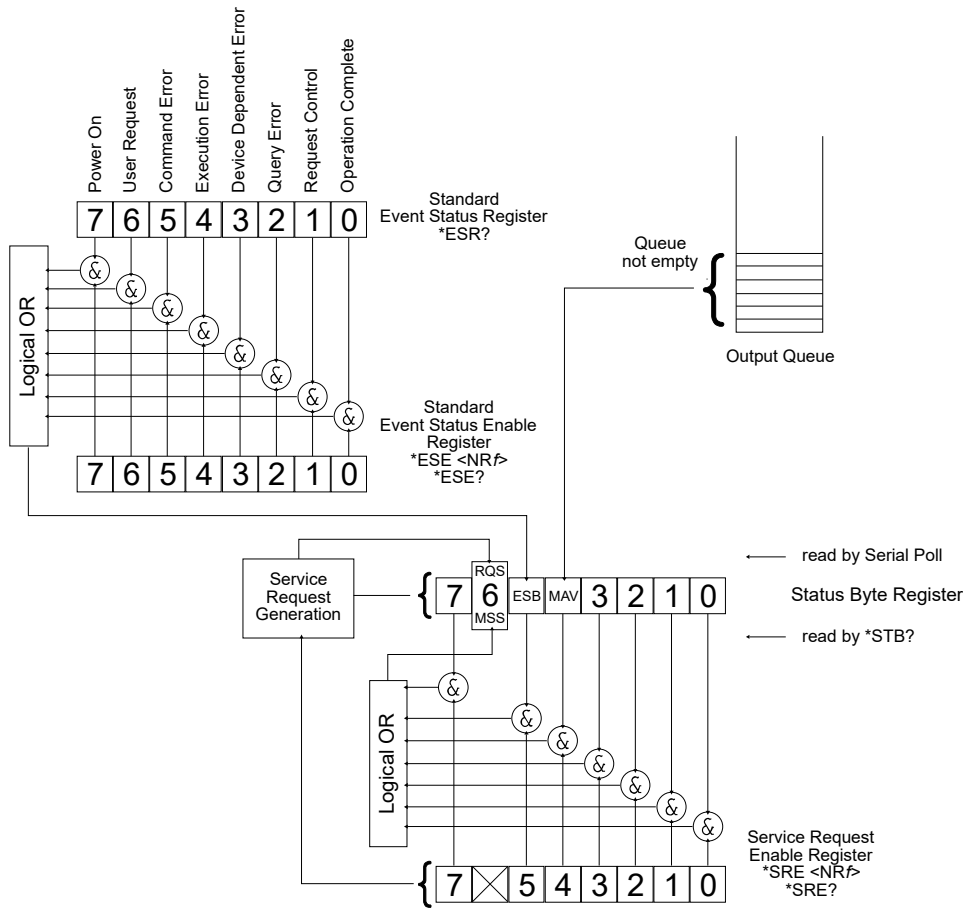 Power On
User Request
Command Error
Execution Error
Device Dependent Error
Query Error
Request Control
Operation Complete
7 6 5 4 3 2 1 0
Standard
Event Status Register
*ESR?
Logical OR
& & & & & & & &
Queue
not empty
Output Queue
Standard
Event Status Enable
Register
*ESE <NRf>
*ESE?
7 6 5 4 3 2 1 0
read by Serial Poll
Service
Request
Generation
RQS
7 6 ESB MAV 3 2 1 0
MSS
Status Byte Register
read by *STB?
Logical OR
& & & & & & &
Service Request
Enable Register
*SRE <NRf>
*SRE?
7 5 4 3 2 1 0